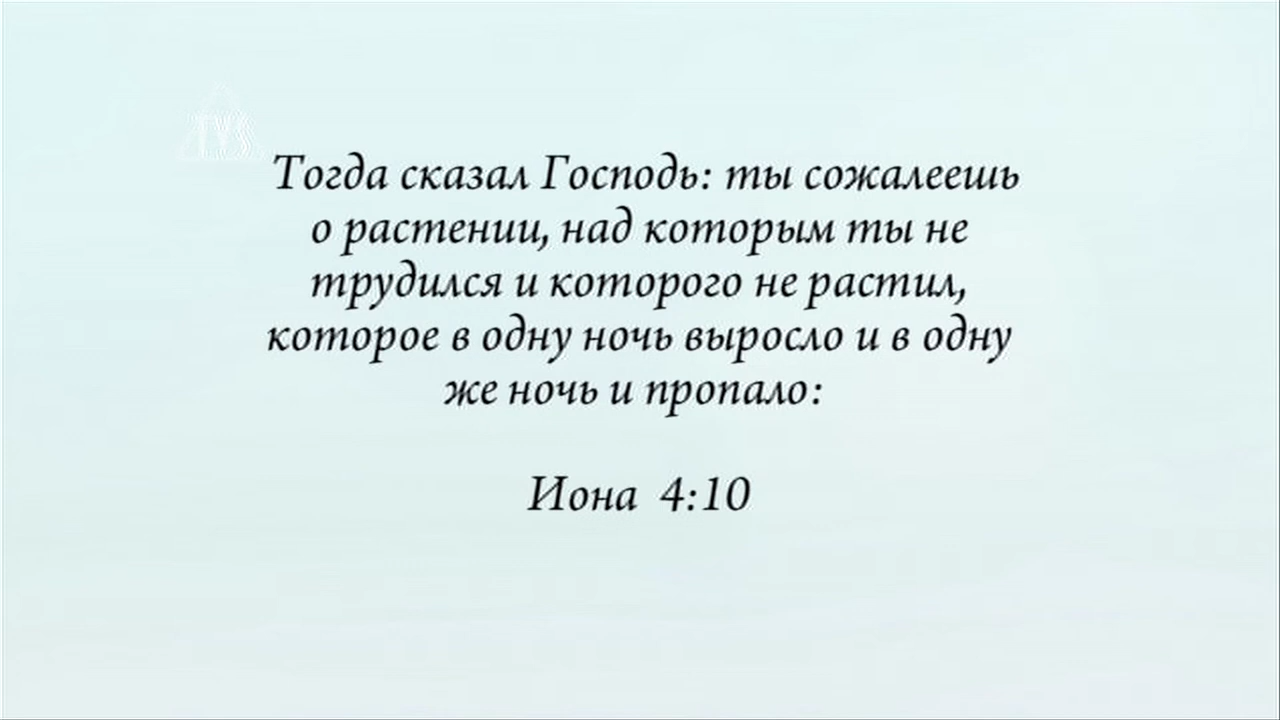 TVS
Тогда сказал Господь: ты сожалеешь
о растении, над которым ты не
трудился и которого не растил,
которое в одну ночь выросло и в одну
же ночь и пропало:
Иона 4:10